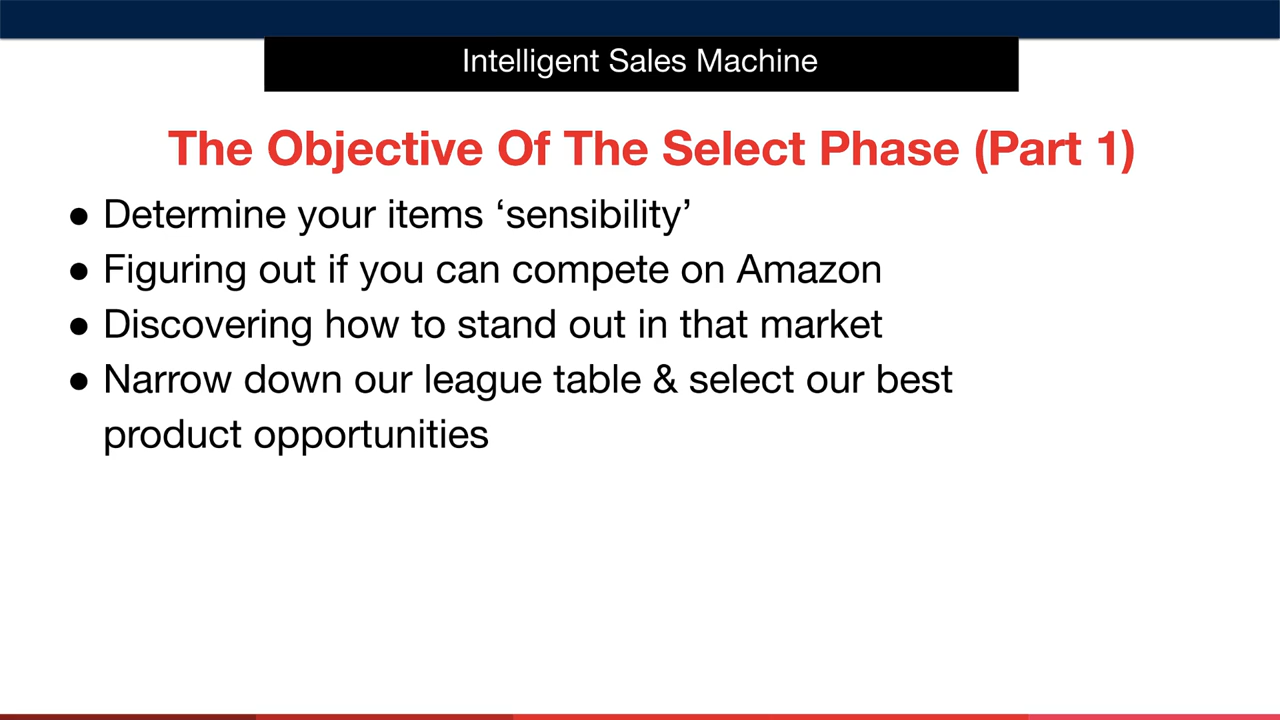 Intelligent Sales Machine
The Objective Of The Select Phase (Part 1)
● Determine your items ‘sensibility’
● Figuring out if you can compete on Amazon
● Discovering how to stand out in that market
● Narrow down our league table & select our best
product opportunities